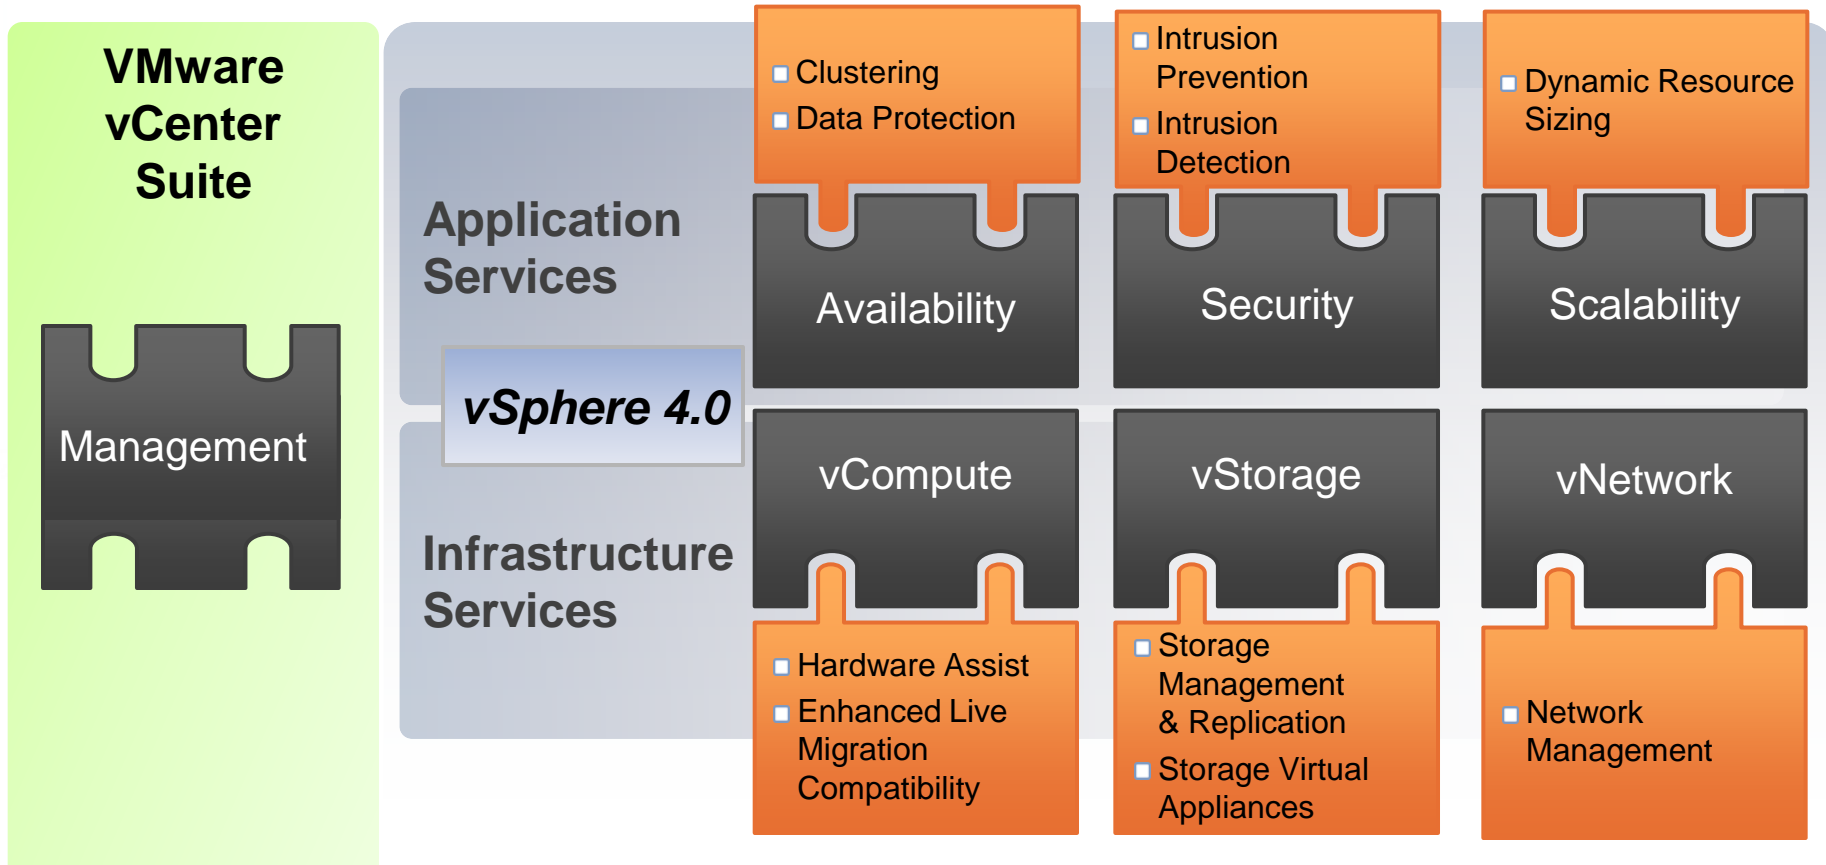 VMware
vCenter
Suite
Management
Application
Services
vSphere 4.0
Infrastructure
Services
Clustering
Data Protection
Availability
Intrusion
Prevention
Intrusion
Detection
Security
Dynamic Resource
Sizing
Scalability
vCompute
Hardware Assist
Enhanced Live
Migration
Compatibility
vStorage
Storage
Management
& Replication
Storage Virtual
Appliances
vNetwork
Network
Management